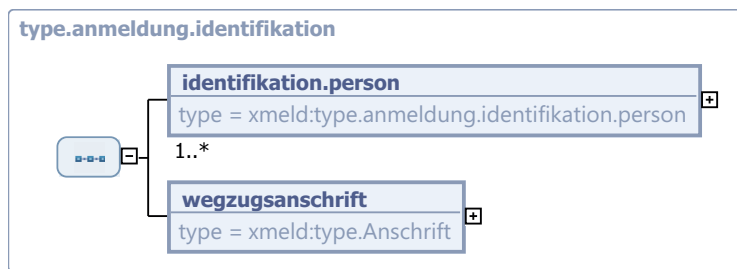 type.anmeldung.identifikation
identifikation.person
type = xmeld:type.anmeldung.identifikation.person
1..*
wegzugsanschrift
type = xmeld:type.Anschrift